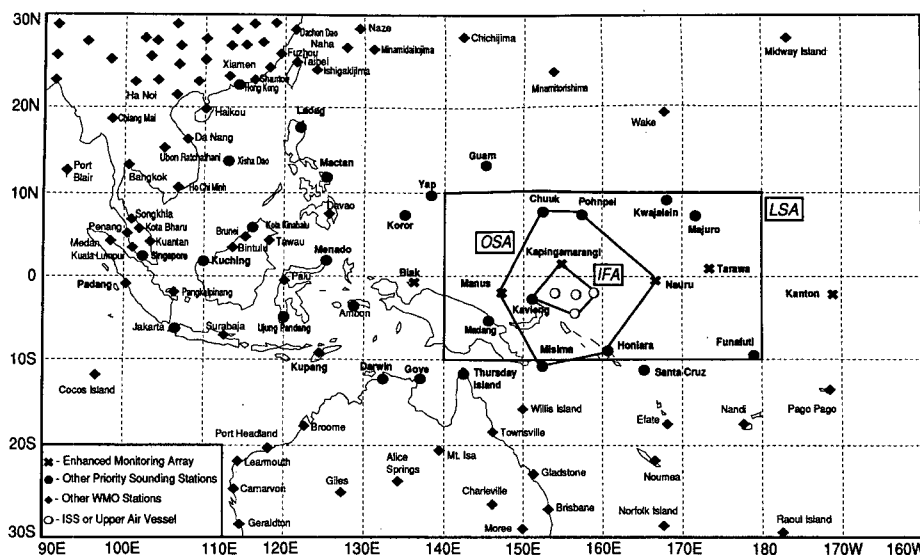 Dachon Dao
Naze
Fuzhou
Naha
Minamidaitojima
Chichijima
Midway Island
Xiamen
Taibei
Ishigakijima
Shantou
Hong Kong
Minamitorishima
30N
Ha Noi
20N
Haikou
Chiang Mai
Laoag
Wake
Da Nang
Ubon Ratchathani
Xisha Dao
Guam
Port
Blair
Bangkok
Mactan
Yap
Ho Chi Minh
10N
Songkhla
Davao
Chuuk
Pohnpei
Kwajalein
LSA
Penang
Kota Bharu
Brunei
Kota Kinabalu
Koror
Majuro
Medan
Kuantan
Bintulu
Tawau
Menado
OSA
Kapingamarangi
Kuala-Lumpur
Singapore
Kuching
Palu
Biak
IFA
Tarawa
0
Manus
Nauru
Kanton
Padang
Pangkalpinang
Kavieng
Jakarta
Surabaja
Ujung Pandang
Ambon
Madang
Misima
Honiara
Funafuti
10S
Kupang
Darwin
Gove
Thursday
Island
Santa Cruz
Cocos Island
Willis Island
Efate
Nandi
Pago Pago
Port Headland
Broome
Townsville
20S
Mt. Isa
Learmouth
Giles
Alice
Springs
Gladstone
Noumea
Carnarvon
Charleville
Brisbane
Norfolk Island
Raoul Island
Geraldton
Moree
30S
- Enhanced Monitoring Array
- Other Priority Sounding Stations
- Other WMO Stations
- ISS or Upper Air Vessel
90E 100E 110E 120E 130E 140E 150E 160E 170E 180 170W 160W